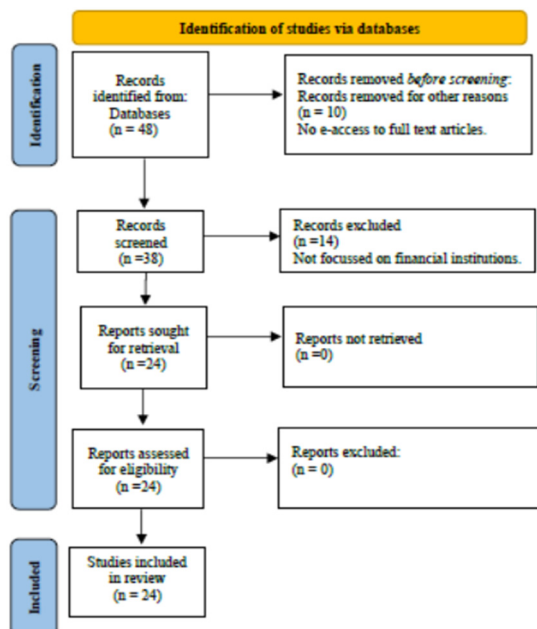 Identification of studies via databases
Identification
Records
identified from:
Databases
(n = 48)
Records removed before screening:
Records removed for other reasons
(n = 10)
No e-access to full text articles.
Screening
Records
screened
(n =38)
Records excluded
(n =14)
Not focussed on financial institutions.
Reports sought
for retrieval
(n =24)
Reports not retrieved
(n =0)
Reports assessed
for eligibility
(n =24)
Reports excluded:
(n = 0)
Included
Studies included
in review
(n = 24)